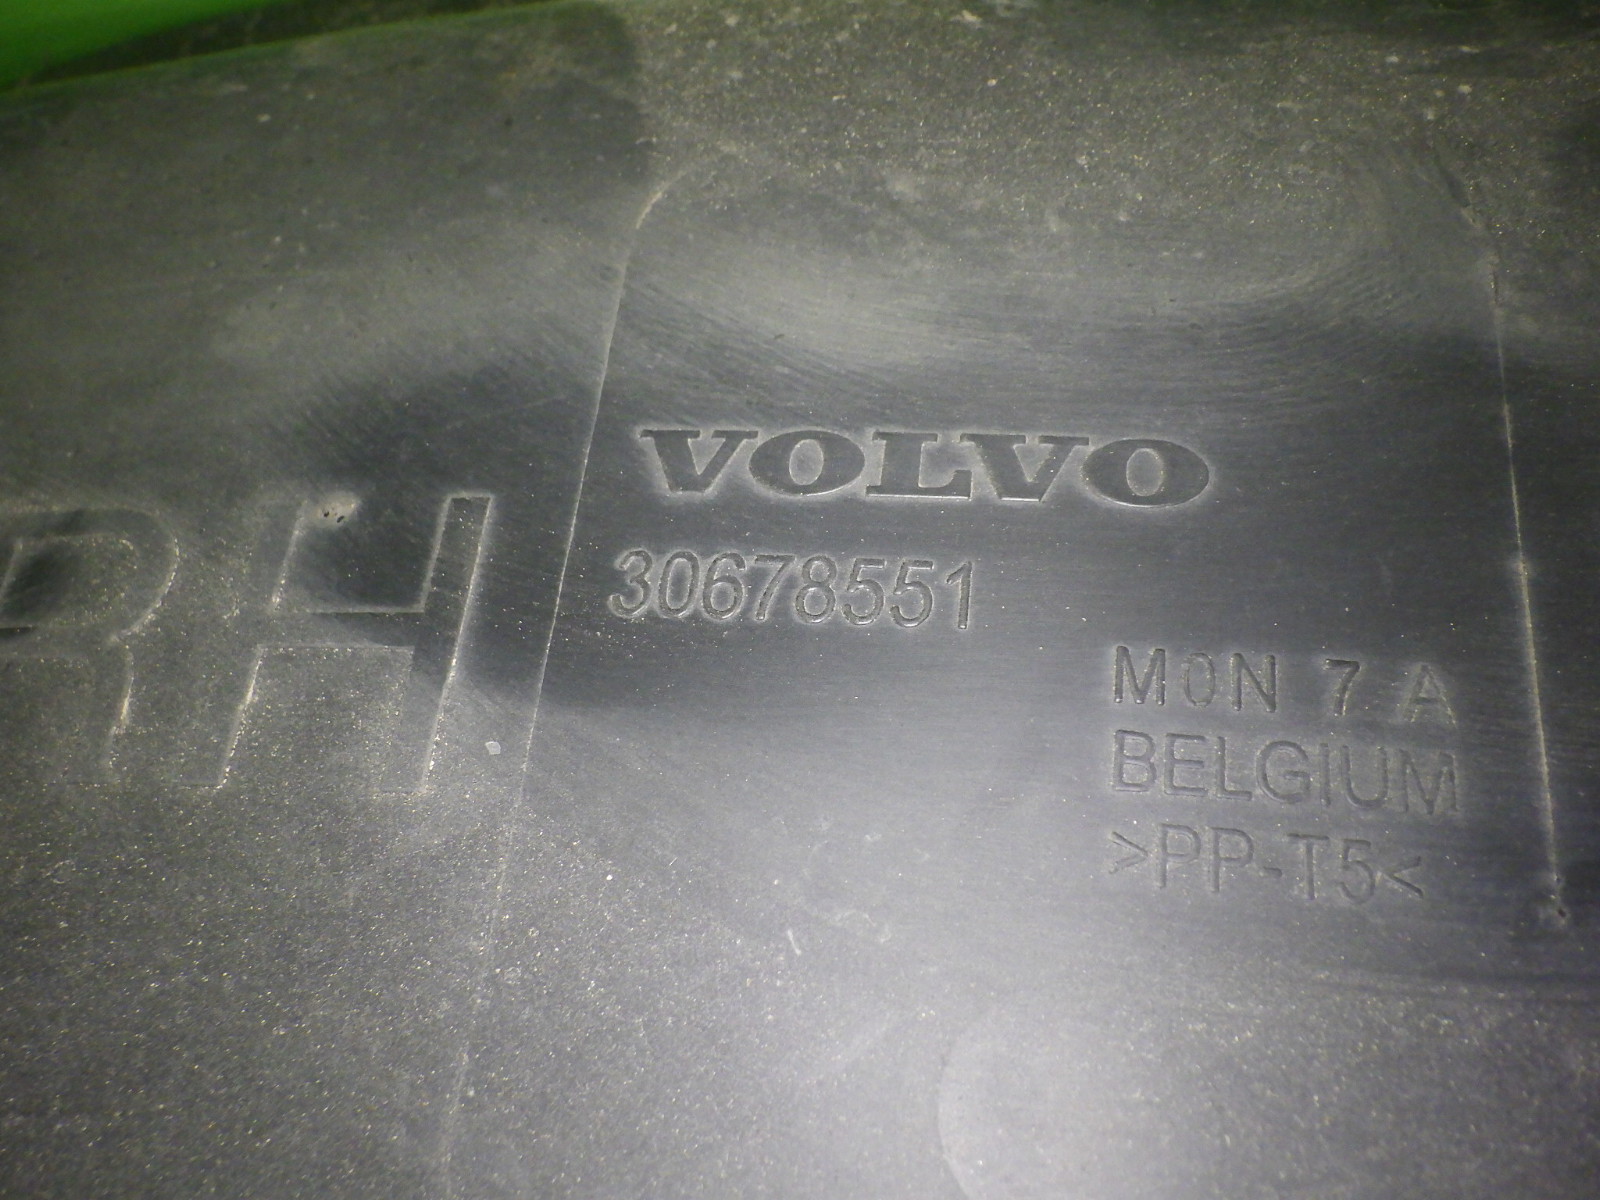 VOLVO
RH
30678551
M0N 7 A
BELGIUM
>PP-T5<